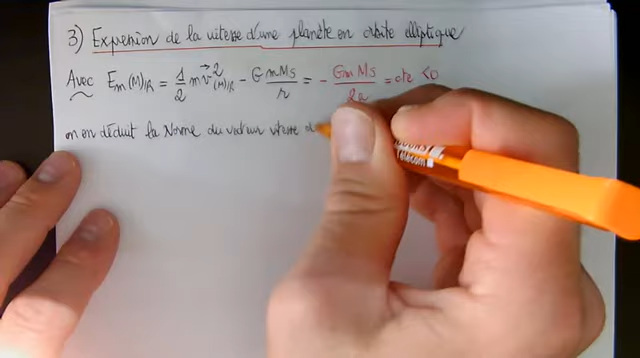 3) Expression de la vitesse d'une planète en orbite elliptique
Avec Em(M)/R = 1/2 m v⃗²(M)/R - G m Ms/r = - G m Ms/2a = cte < 0
on en déduit la Norme du vecteur vitesse d
Telecom